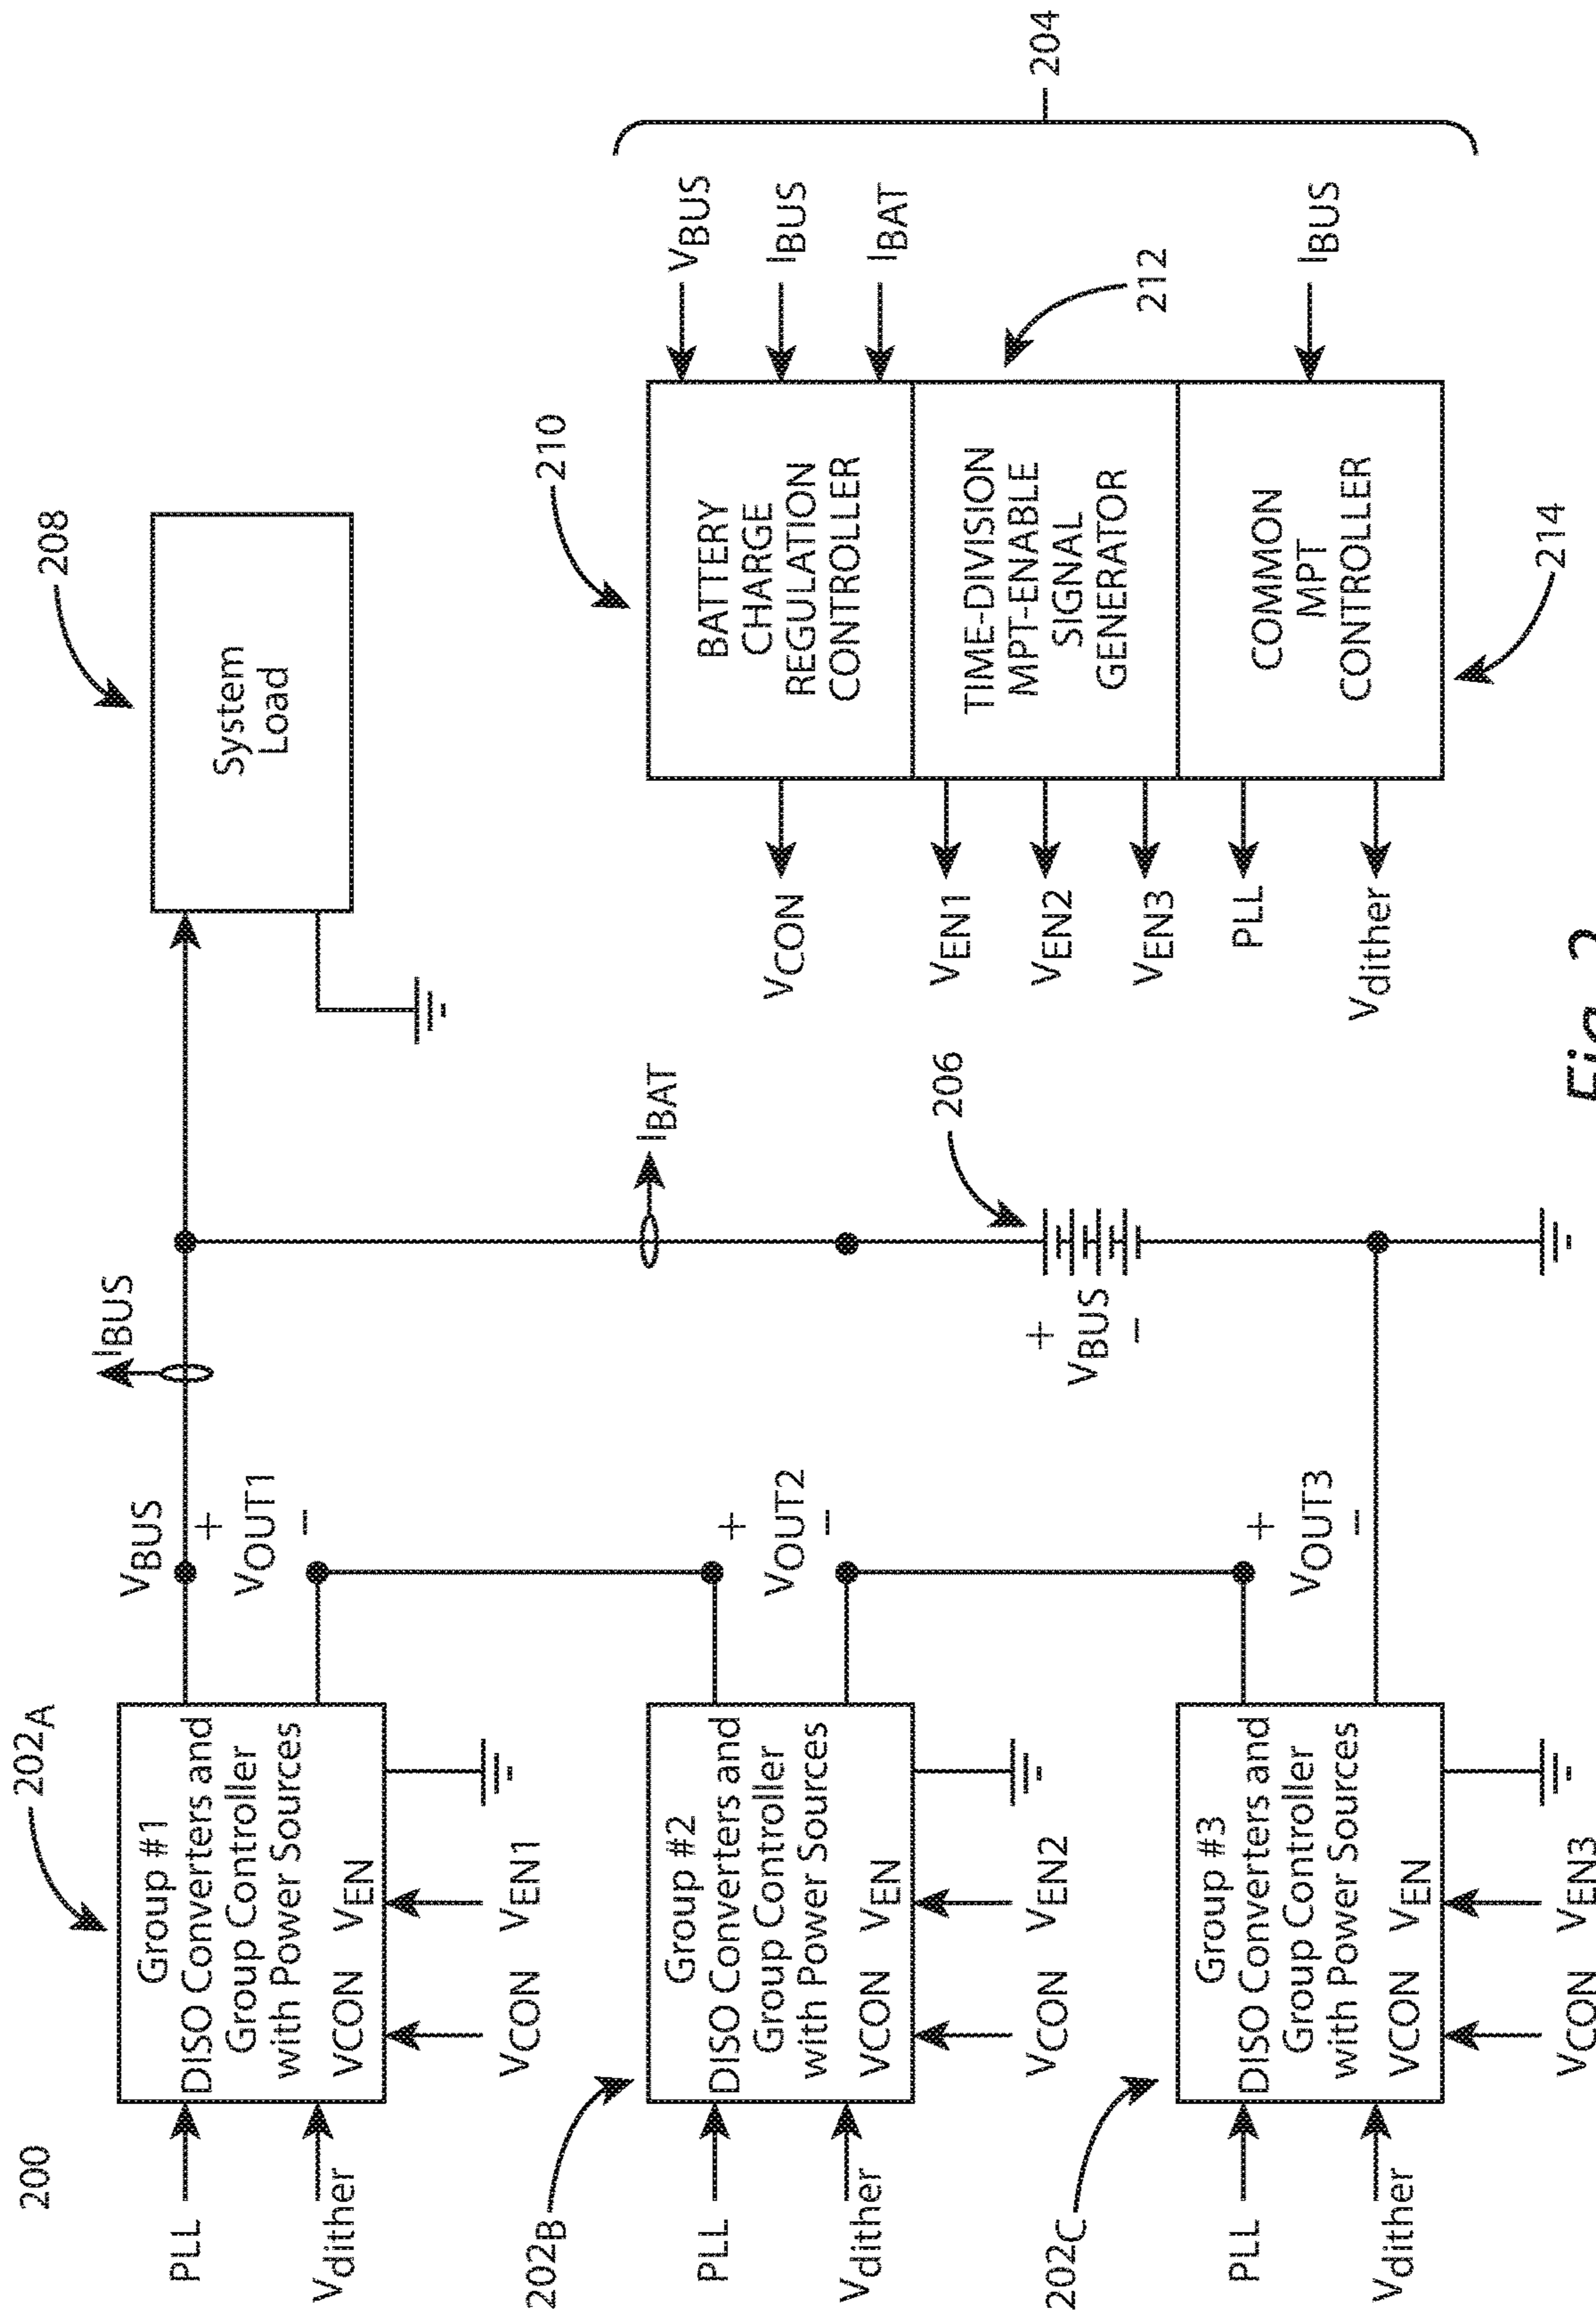 200
202A
PLL
Vdither
Group #1
DISO Converters and
Group Controller
with Power Sources
VCON VEN
VCON VEN1
VBUS
+
VOUT1
–
IBUS
208
System
Load
202B
PLL
Vdither
Group #2
DISO Converters and
Group Controller
with Power Sources
VCON VEN
VCON VEN2
+
VOUT2
–
IBAT
206
+
VBUS
–
202C
PLL
Vdither
Group #3
DISO Converters and
Group Controller
with Power Sources
VCON VEN
VCON VEN3
+
VOUT3
–
210
BATTERY
CHARGE
REGULATION
CONTROLLER
VBUS
IBUS
IBAT
VCON
204
212
TIME-DIVISION
MPT-ENABLE
SIGNAL
GENERATOR
VEN1
VEN2
VEN3
COMMON
MPT
CONTROLLER
IBUS
PLL
Vdither
214
Fig. 2